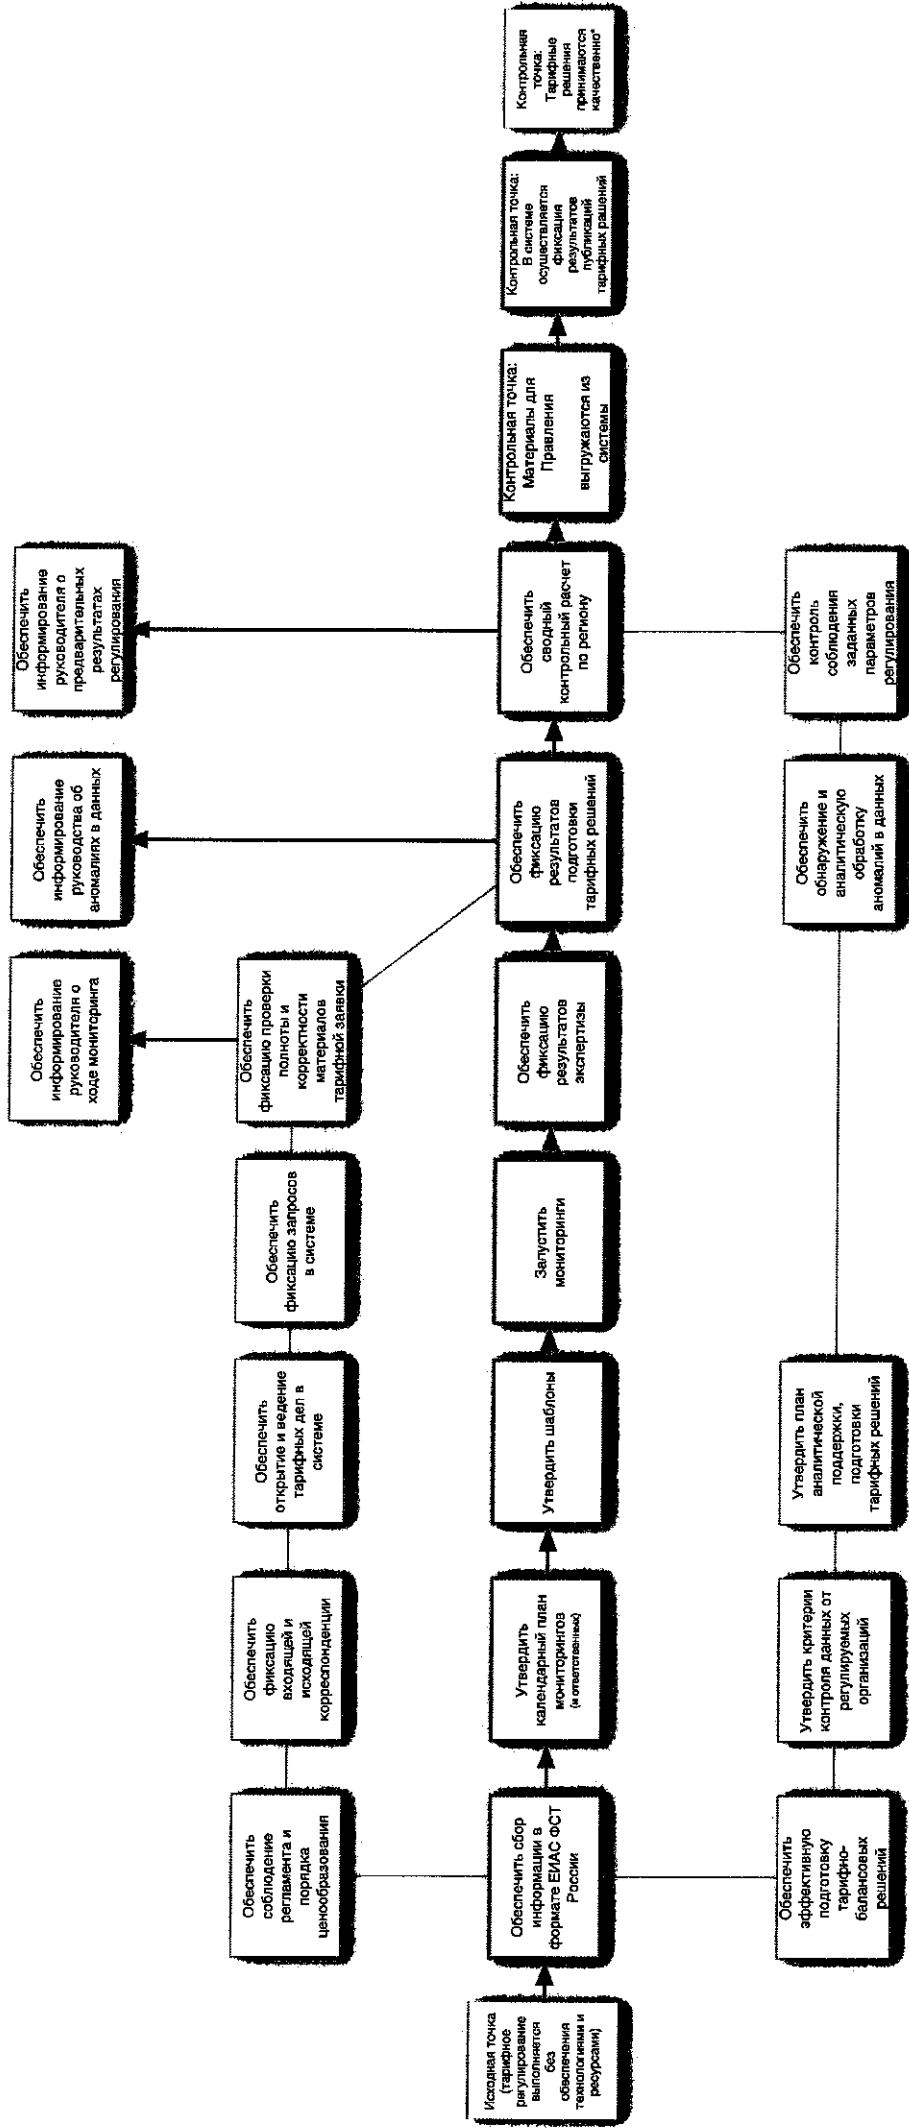 Обеспечить
информирование
руководителя о
ходе мониторинга
Обеспечить
информирование
руководства об
аномалиях в данных
Обеспечить
информирование
руководителя о
предварительных
результатах
регулирования
Обеспечить
соблюдение
регламента и
порядка
ценообразования
Обеспечить
фиксацию
входящей и
исходящей
корреспонденции
Обеспечить
открытие и ведение
тарифных дел в
системе
Обеспечить
фиксацию запросов
в системе
Обеспечить
фиксацию проверки
полноты и
корректности
материалов
тарифной заявки
Исходная точка
(тарифное
регулирование
выполняется
без
обеспечения
технологиями и
ресурсами)
Обеспечить сбор
информации в
формате ЕИАС ФСТ
России
Утвердить
календарный план
мониторингов
(и ответственных)
Утвердить шаблоны
Запустить
мониторинги
Обеспечить
фиксацию
результатов
экспертизы
Обеспечить
фиксацию
результатов
подготовки
тарифных решений
Обеспечить
сводный
контрольный расчет
по региону
Контрольная точка:
Материалы для
Правления
выгружаются из
системы
Контрольная точка:
В системе
осуществляется
фиксация
результатов
публикаций
тарифных рашений
Контрольная
точка:
Тарифные
решения
принимаются
качественно*
Обеспечить
эффективную
подготовку
тарифно-
балансовых
решений
Утвердить критерии
контроля данных от
регулируемых
организаций
Утвердить план
аналитической
поддержки,
подготовки
тарифных решений
Обеспечить
обнаружение и
аналитическую
обработку
аномалий в данных
Обеспечить
контроль
соблюдения
заданных
параметров
регулирования